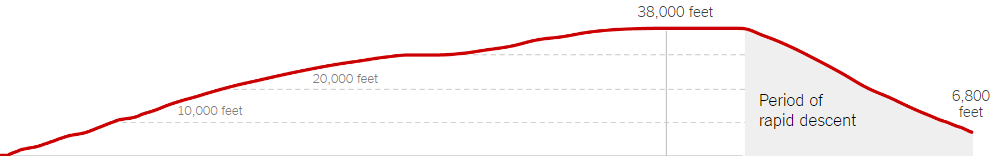 38,000 feet
20,000 feet
10,000 feet
Period of
rapid descent
6,800
feet